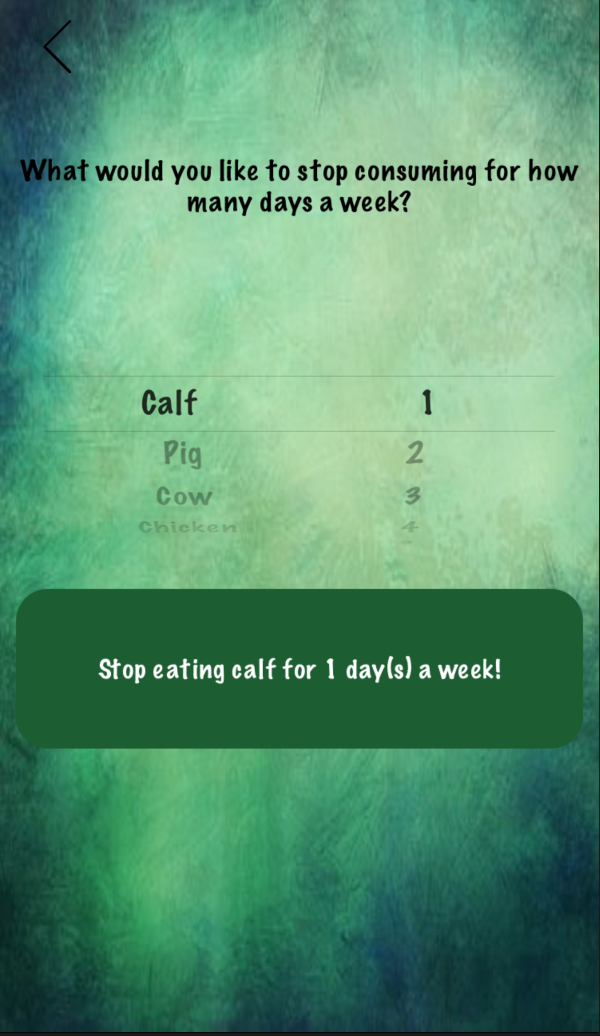 What would you like to stop consuming for how
many days a week?
Calf 1
Pig 2
Cow 3
Chicken 4
Stop eating calf for 1 day(s) a week!